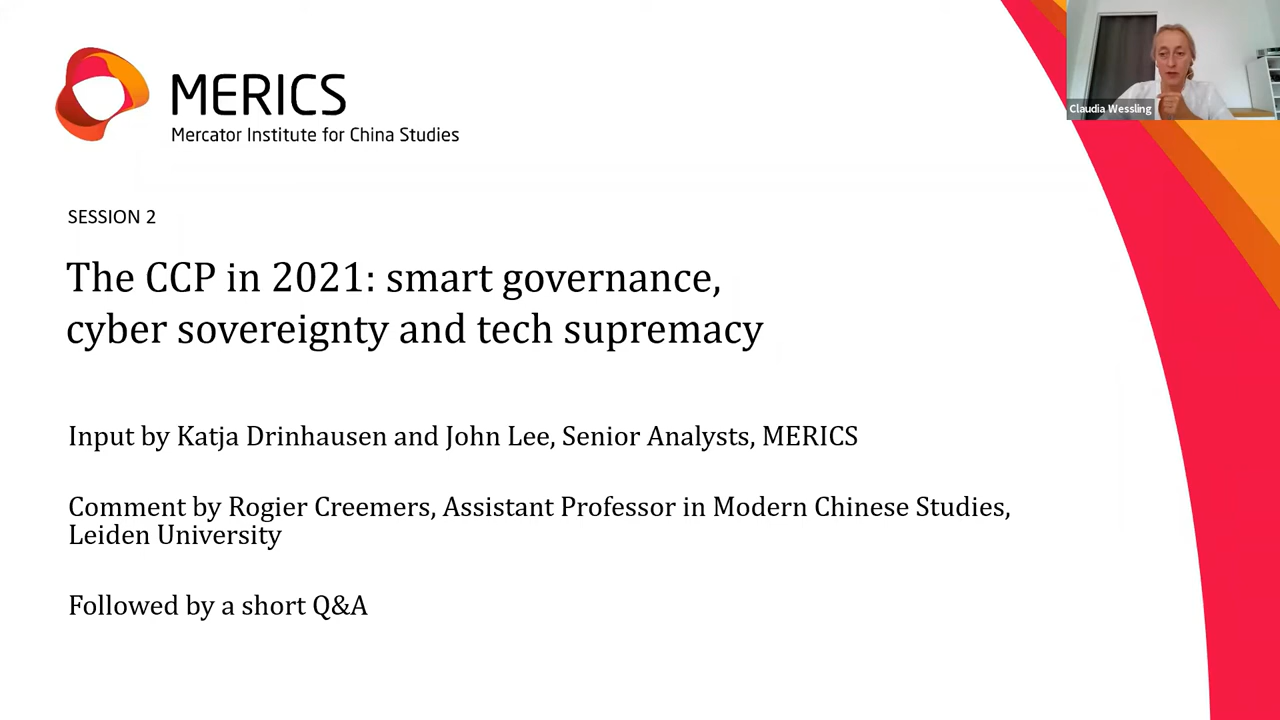 MERICS
Mercator Institute for China Studies
Claudia Wessling
SESSION 2
The CCP in 2021: smart governance,
cyber sovereignty and tech supremacy
Input by Katja Drinhausen and John Lee, Senior Analysts, MERICS
Comment by Rogier Creemers, Assistant Professor in Modern Chinese Studies,
Leiden University
Followed by a short Q&A